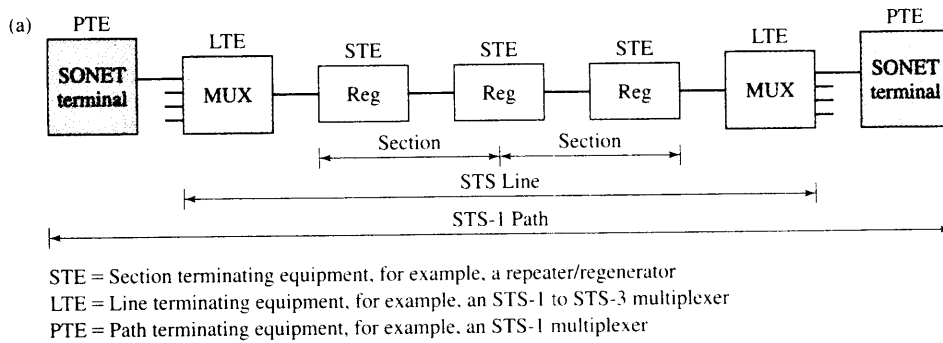 (a)
PTE
PTE
LTE
STE
STE
STE
LTE
SONET
terminal
MUX
Reg
Reg
Reg
MUX
SONET
terminal
Section
Section
STS Line
STS-1 Path
STE = Section terminating equipment, for example, a repeater/regenerator
LTE = Line terminating equipment, for example, an STS-1 to STS-3 multiplexer
PTE = Path terminating equipment, for example, an STS-1 multiplexer